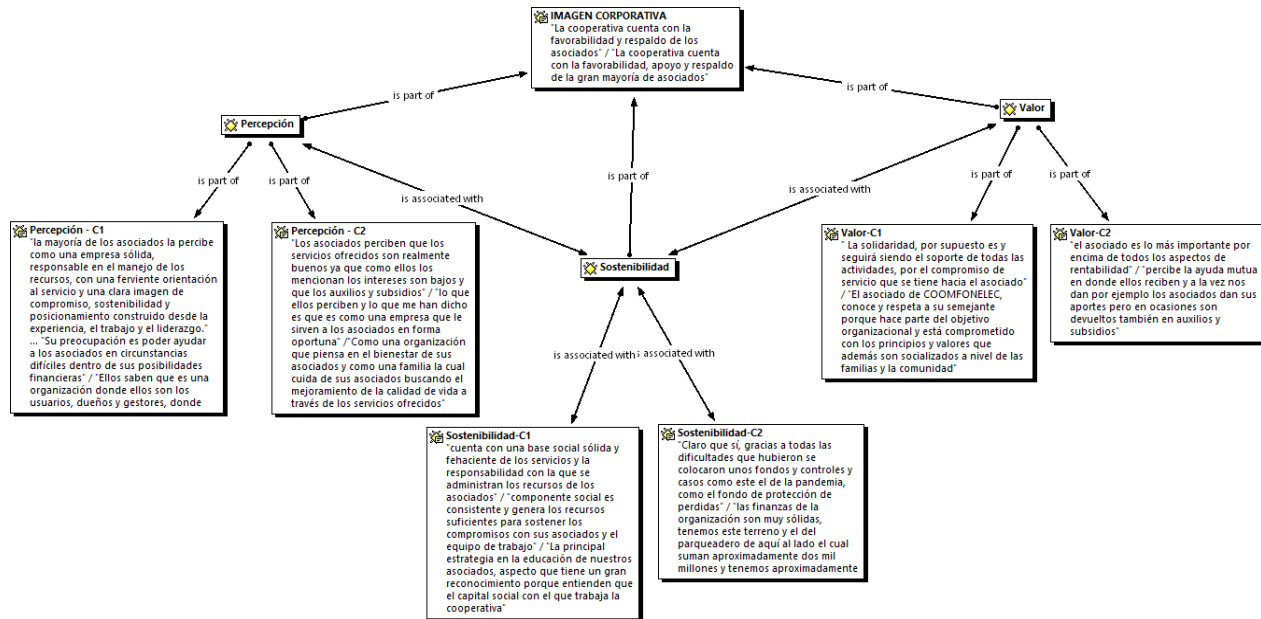 IMAGEN CORPORATIVA
"La cooperativa cuenta con la
favorabilidad y respaldo de los
asociados" / "La cooperativa cuenta
con la favorabilidad, apoyo y respaldo
de la gran mayoría de asociados"
is part of
is part of
is part of
Percepción
Valor
is part of
is part of
is associated with
is associated with
is part of
is part of
Percepción - C1
"la mayoría de los asociados la percibe
como una empresa sólida,
responsable en el manejo de los
recursos, con una ferviente orientación
al servicio y una clara imagen de
compromiso, sostenibilidad y
posicionamiento construido desde la
experiencia, el trabajo y el liderazgo."
... "Su preocupación es poder ayudar
a los asociados en circunstancias
difíciles dentro de sus posibilidades
financieras" / "Ellos saben que es una
organización donde ellos son los
usuarios, dueños y gestores, donde
Percepción - C2
"Los asociados perciben que los
servicios ofrecidos son realmente
buenos ya que como ellos los
mencionan los intereses son bajos y
que los auxilios y subsidios" / "lo que
ellos perciben y lo que me han dicho
es que es como una empresa que le
sirven a los asociados en forma
oportuna" /"Como una organización
que piensa en el bienestar de sus
asociados y como una familia la cual
cuida de sus asociados buscando el
mejoramiento de la calidad de vida a
través de los servicios ofrecidos"
Sostenibilidad
Valor-C1
" La solidaridad, por supuesto es y
seguirá siendo el soporte de todas las
actividades, por el compromiso de
servicio que se tiene hacia el asociado"
/ "El asociado de COOMFONELEC,
conoce y respeta a su semejante
porque hace parte del objetivo
organizacional y está comprometido
con los principios y valores que
además son socializados a nivel de las
familias y la comunidad"
Valor-C2
"el asociado es lo más importante por
encima de todos los aspectos de
rentabilidad" / "percibe la ayuda mutua
en donde ellos reciben y a la vez nos
dan por ejemplo los asociados dan sus
aportes pero en ocasiones son
devueltos también en auxilios y
subsidios"
is associated with
s associated with
Sostenibilidad-C1
"cuenta con una base social sólida y
fehaciente de los servicios y la
responsabilidad con la que se
administran los recursos de los
asociados" / "componente social es
consistente y genera los recursos
suficientes para sostener los
compromisos con sus asociados y el
equipo de trabajo" / "La principal
estrategia en la educación de nuestros
asociados, aspecto que tiene un gran
reconocimiento porque entienden que
el capital social con el que trabaja la
cooperativa"
Sostenibilidad-C2
"Claro que sí, gracias a todas las
dificultades que hubieron se
colocaron unos fondos y controles y
casos como este el de la pandemia,
como el fondo de protección de
perdidas" / "las finanzas de la
organización son muy sólidas,
tenemos este terreno y el del
parqueadero de aquí al lado el cual
suman aproximadamente dos mil
millones y tenemos aproximadamente